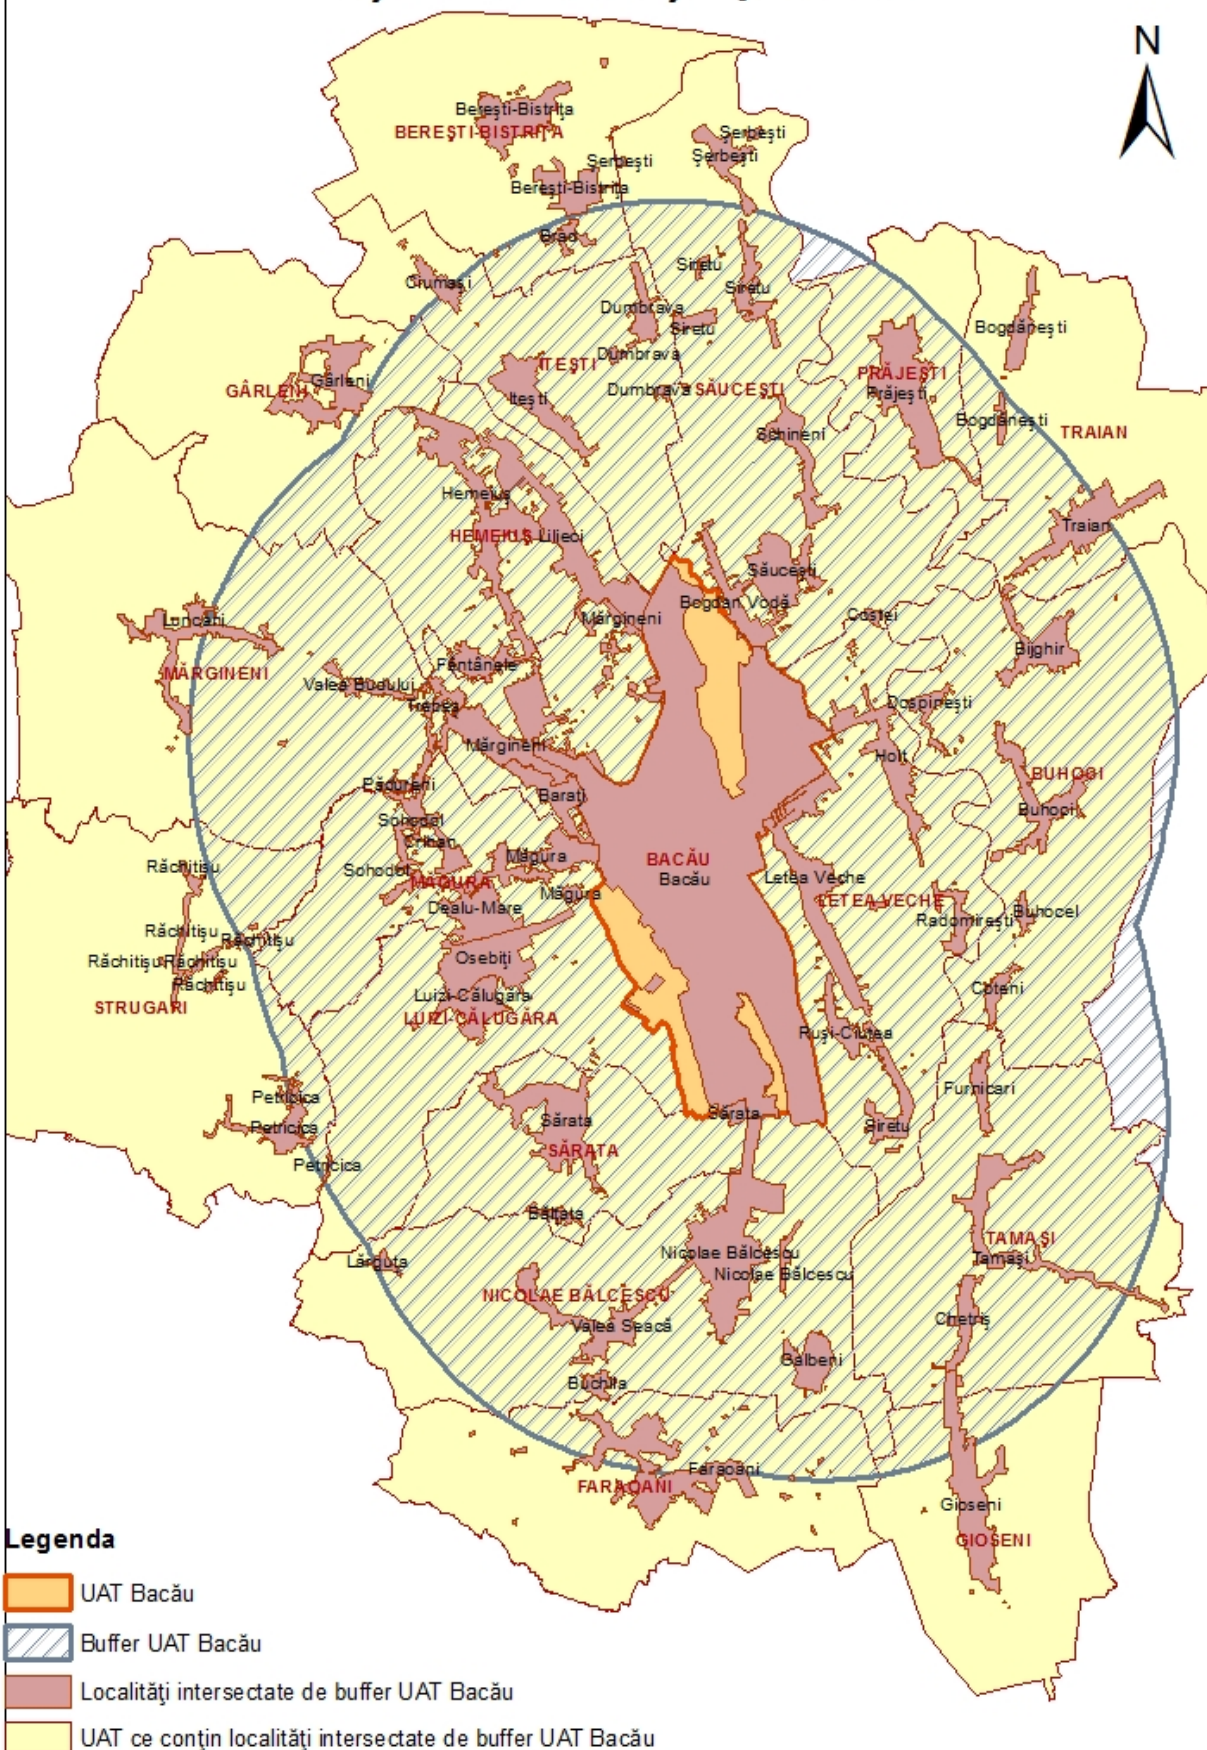 N
Bereşti-Bistriţa
BEREŞTI-BISTRIŢA
Şerbeşti
Şerbeşti
Şerbeşti
Bereşti-Bistriţa
Brad
Siretu
Ciumaşi
Siretu
Dumbrava
Siretu
Bogdăneşti
Dumbrava
ITEŞTI
PRĂJEŞTI
GÂRLENI
Gârleni
Iteşti
Dumbrava
SĂUCEŞTI
Prăjeşti
Schineni
Bogdăneşti
TRAIAN
Hemeiuş
HEMEIUŞ
Lilieci
Traian
Săuceşti
Bogdan Vodă
Luncani
Mărgineni
Costei
MĂRGINENI
Fântânele
Bijghir
Valea Budului
Trebeş
Dospineşti
Mărgineni
Holt
Pădureni
BUHOCI
Barati
Buhoci
Sohodol
Crihan
Răchitişu
Sohodol
MĂGURA
Măgura
BACĂU
Bacău
Letea Veche
Măgura
LETEA VECHE
Dealu-Mare
Radomireşti
Buhocel
Răchitişu
Răchitişu
Osebiţi
Răchitişu
Răchitişu
Răchitişu
Luizi-Călugăra
Coteni
STRUGARI
LUIZI-CĂLUGĂRA
Ruşi-Ciutea
Petricica
Furnicari
Petricica
Sărata
Sărata
Siretu
SĂRATA
Petricica
Bălţata
TAMAŞI
Lărguţa
Nicolae Bălcescu
Tamaşi
Nicolae Bălcescu
NICOLAE BĂLCESCU
Valea Seacă
Chetriş
Galbeni
Buchila
Faraoani
FARAOANI
Gioseni
GIOSENI
Legenda
UAT Bacău
Buffer UAT Bacău
Localităţi intersectate de buffer UAT Bacău
UAT ce conţin localităţi intersectate de buffer UAT Bacău